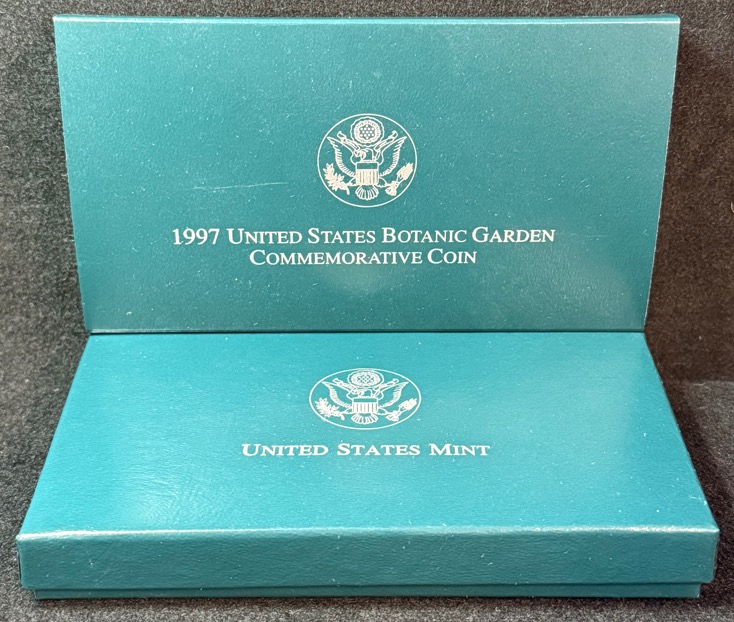 1997 United States Botanic Garden
Commemorative Coin
United States Mint